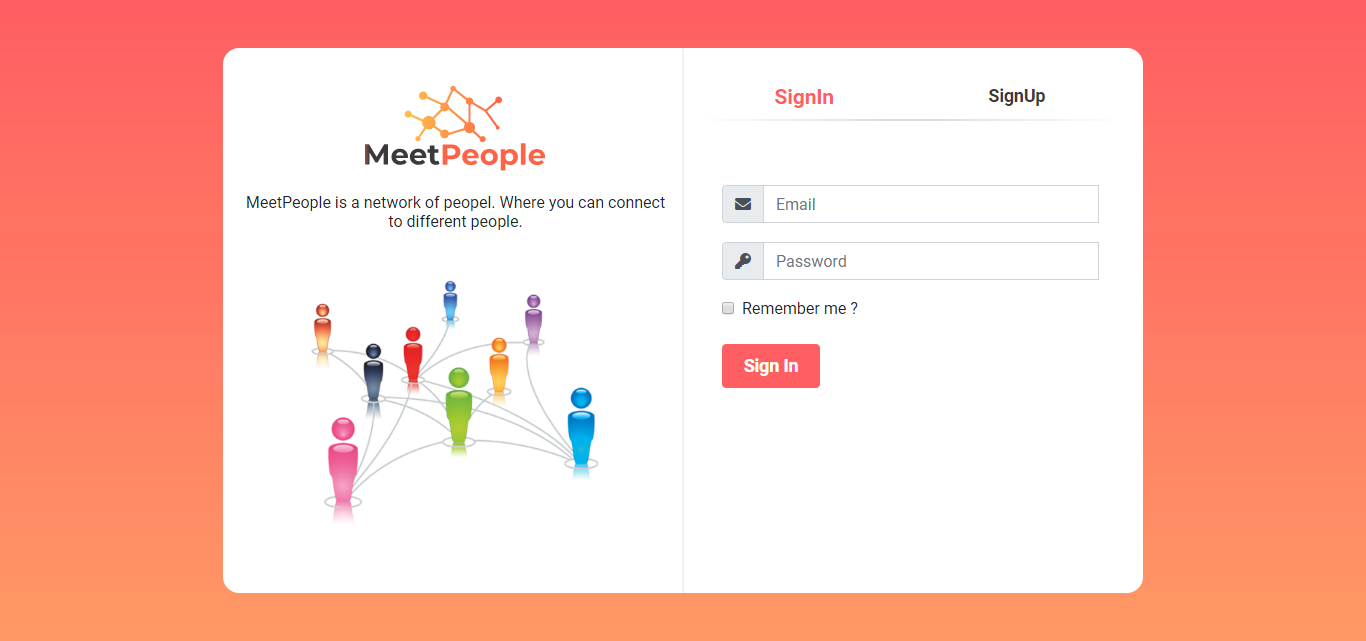 MeetPeople
MeetPeople is a network of peopel. Where you can connect
to different people.
SignIn
SignUp
Email
Password
Remember me ?
Sign In